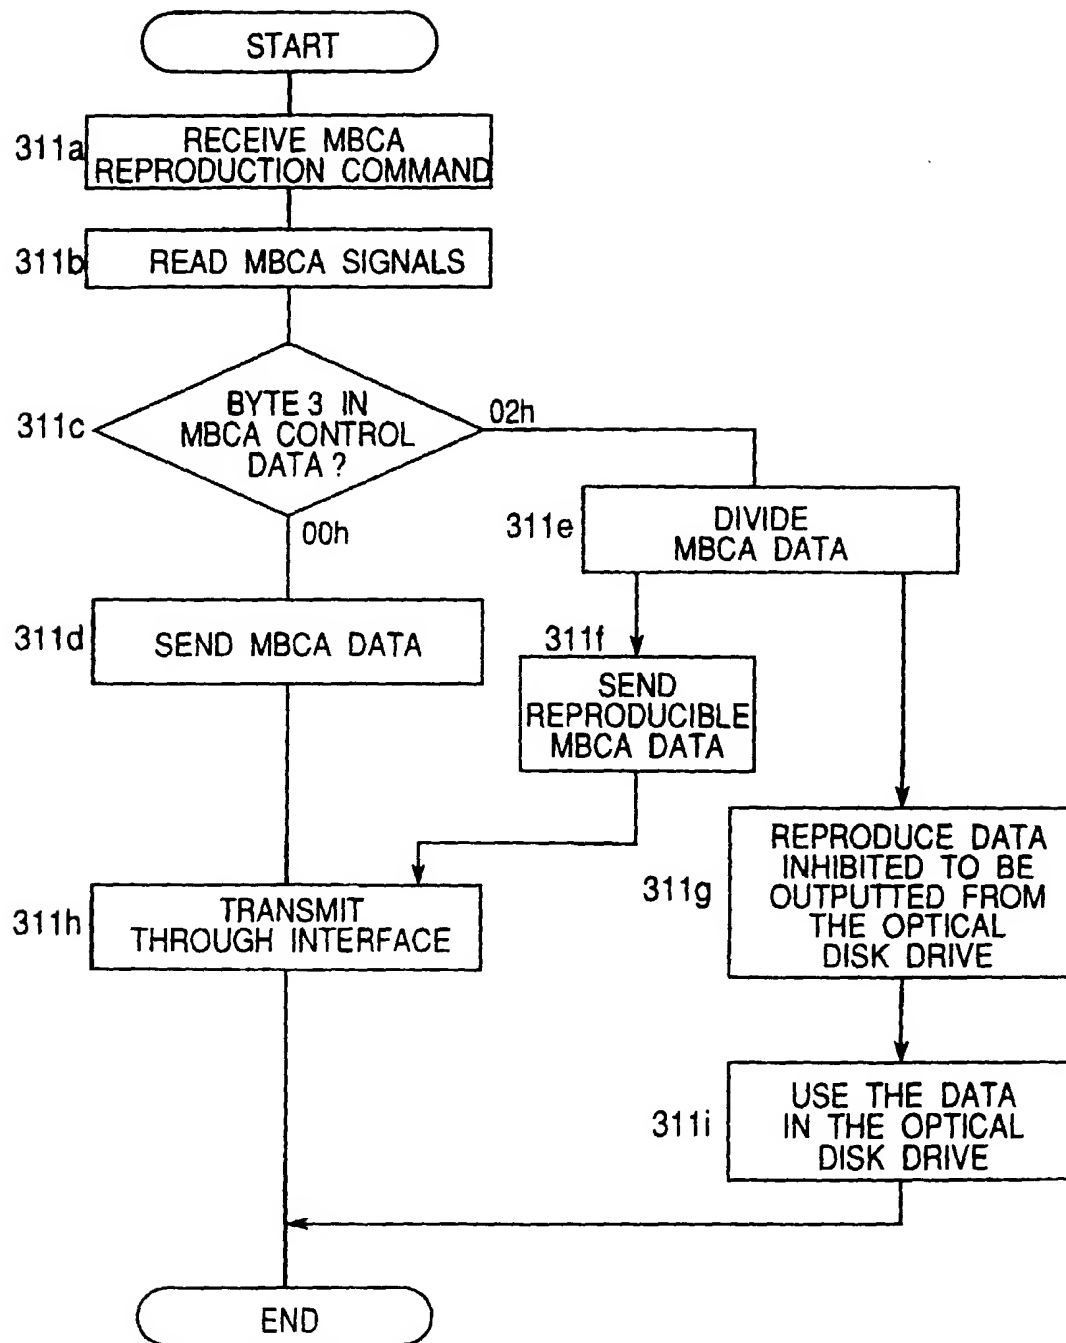 START
311a
RECEIVE MBCA
REPRODUCTION COMMAND
311b
READ MBCA SIGNALS
311c
BYTE 3 IN
MBCA CONTROL
DATA ?
02h
00h
311e
DIVIDE
MBCA DATA
311d
SEND MBCA DATA
311f
SEND
REPRODUCIBLE
MBCA DATA
311g
REPRODUCE DATA
INHIBITED TO BE
OUTPUTTED FROM
THE OPTICAL
DISK DRIVE
311h
TRANSMIT
THROUGH INTERFACE
311i
USE THE DATA
IN THE OPTICAL
DISK DRIVE
END